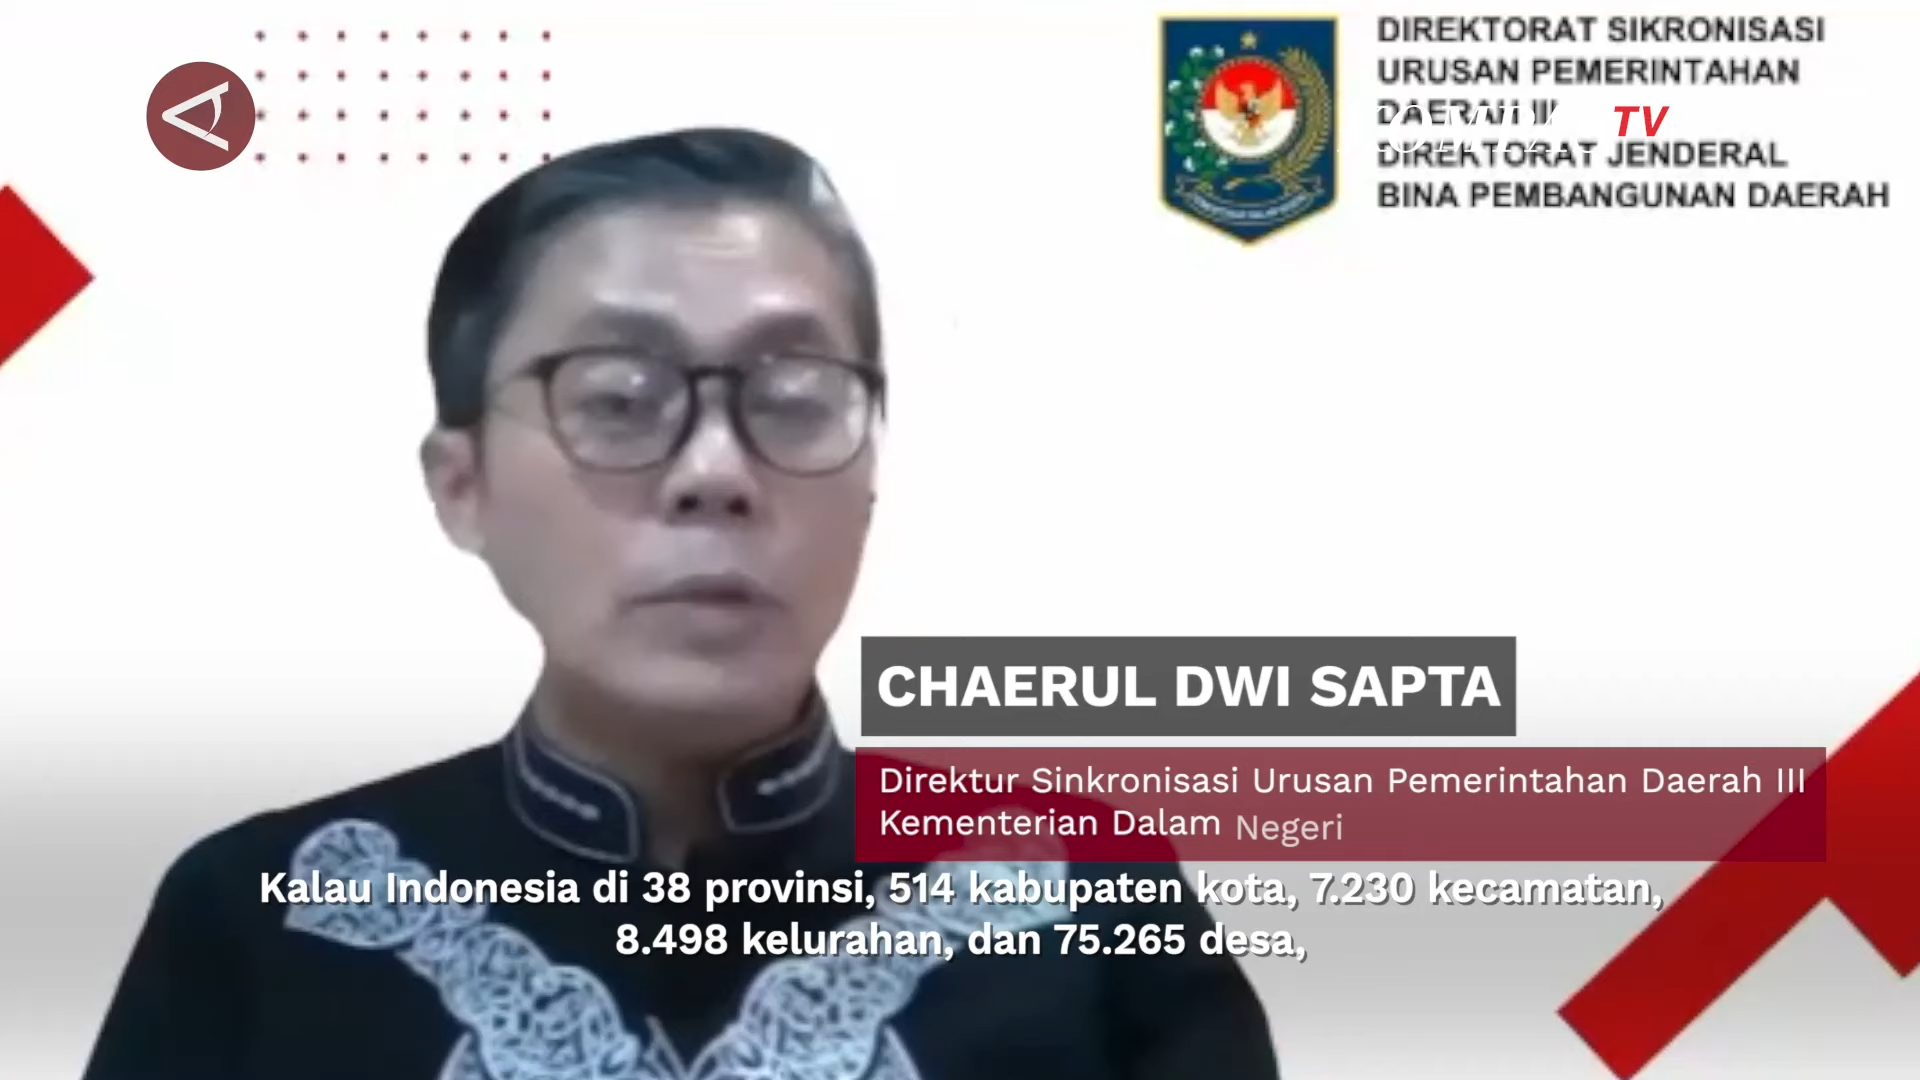 DIREKTORAT SIKRONISASI
URUSAN PEMERINTAHAN
DAERAH III
TV
DIREKTORAT JENDERAL
BINA PEMBANGUNAN DAERAH
CHAERUL DWI SAPTA
Direktur Sinkronisasi Urusan Pemerintahan Daerah III
Kementerian Dalam Negeri
Kalau Indonesia di 38 provinsi, 514 kabupaten kota, 7.230 kecamatan,
8.498 kelurahan, dan 75.265 desa,